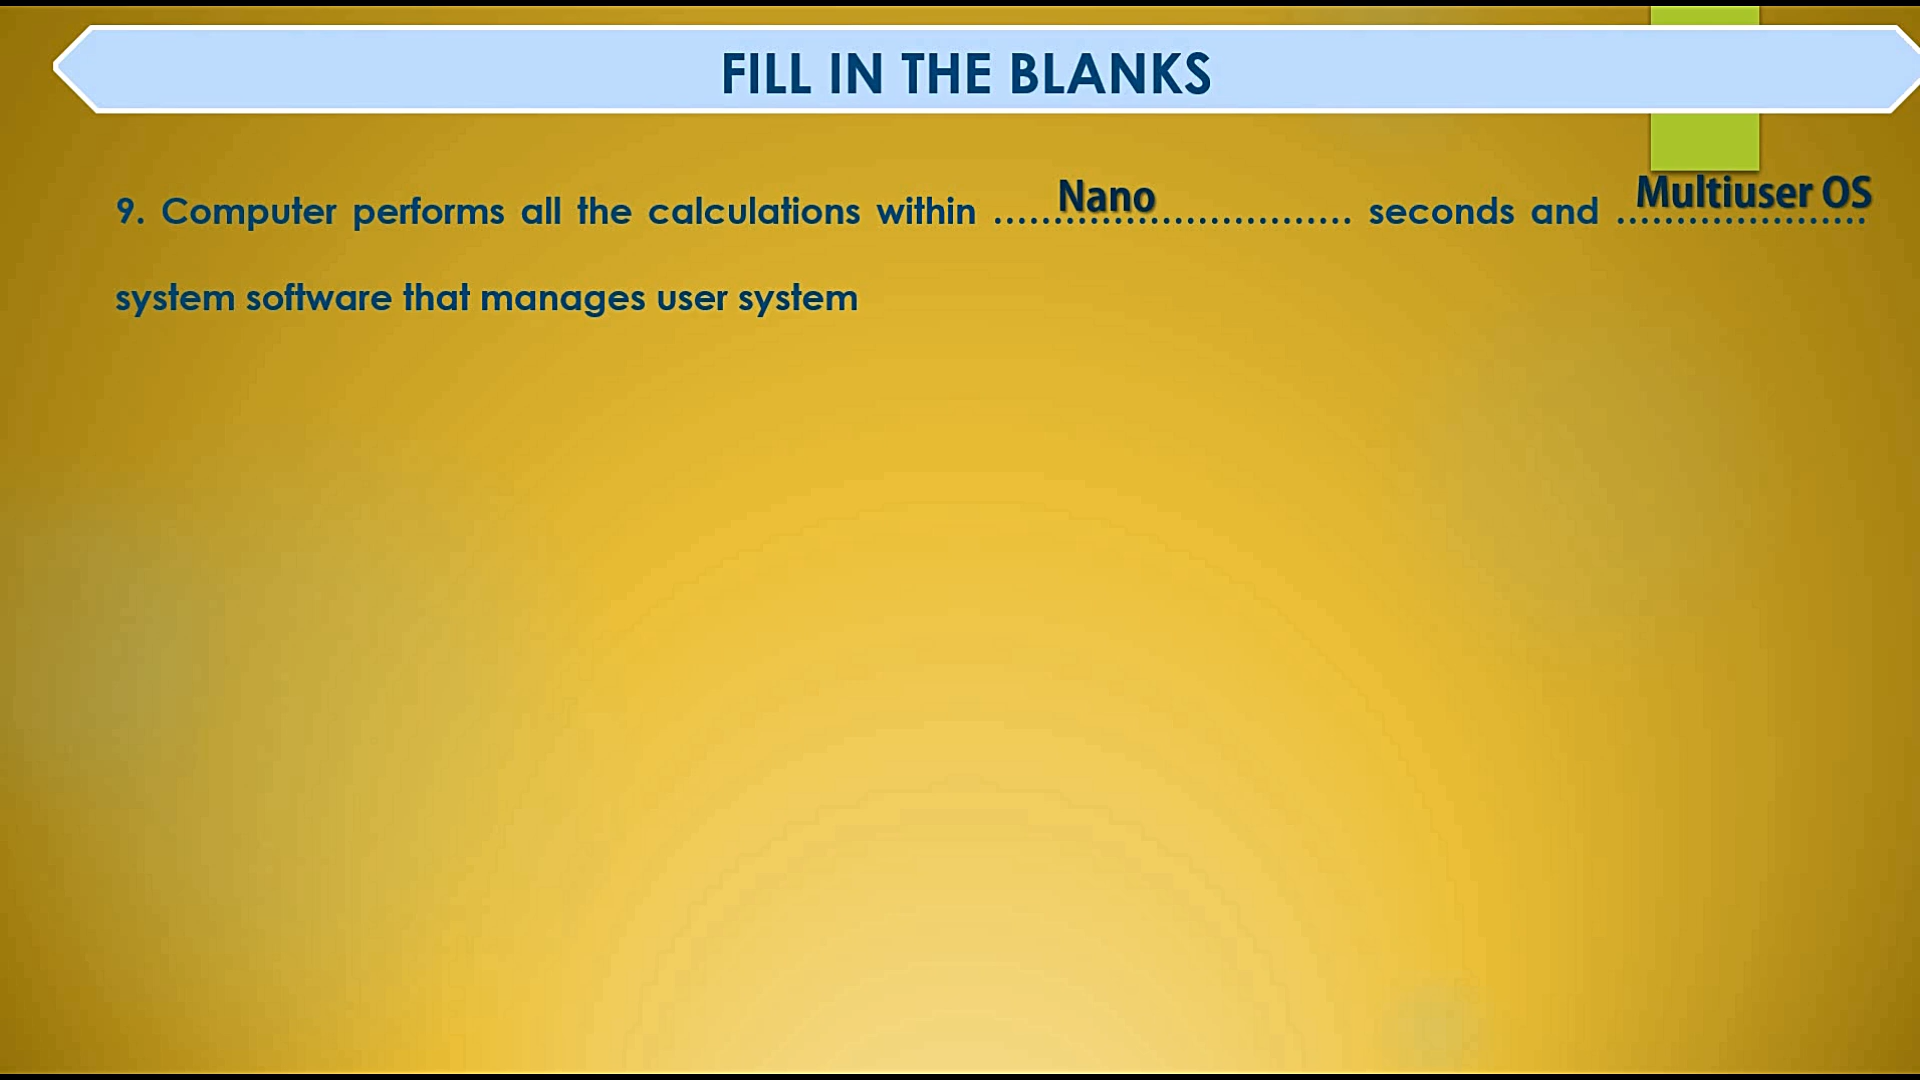 FILL IN THE BLANKS
9. Computer performs all the calculations within ....Nano.... seconds and ....Multiuser OS....
system software that manages user system